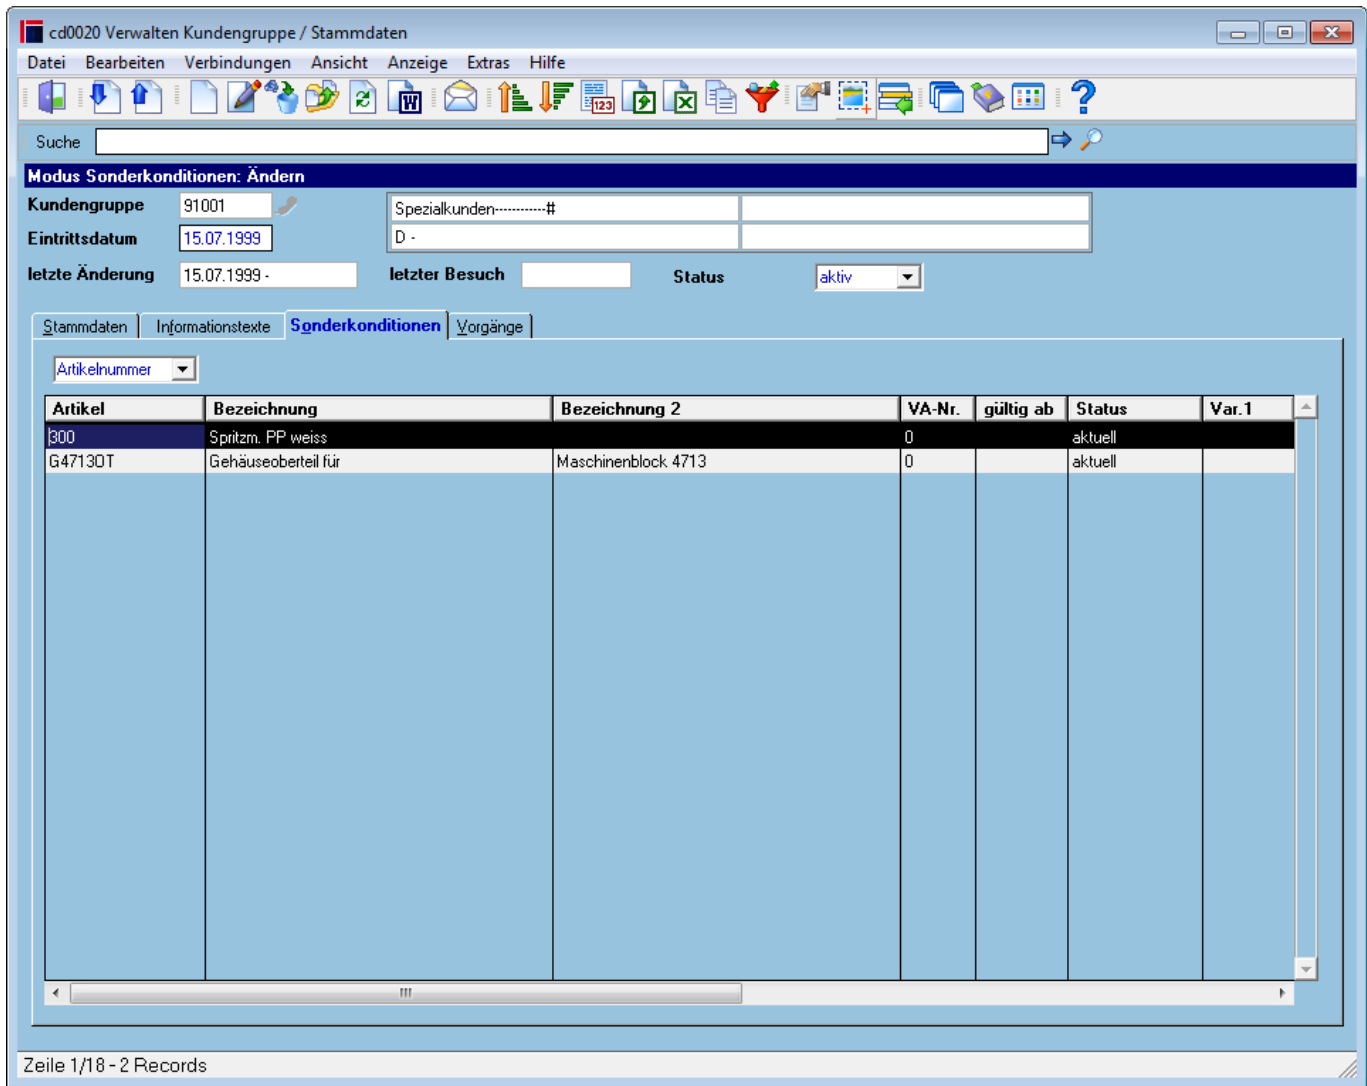 cd0020 Verwalten Kundengruppe / Stammdaten
Datei Bearbeiten Verbindungen Ansicht Anzeige Extras Hilfe
W 123 ?
Suche
Modus Sonderkonditionen: Ändern
Kundengruppe 91001 Spezialkunden------------#
Eintrittsdatum 15.07.1999 D -
letzte Änderung 15.07.1999 - letzter Besuch Status aktiv
Stammdaten Informationstexte Sonderkonditionen Vorgänge
Artikelnummer
Artikel Bezeichnung Bezeichnung 2 VA-Nr. gültig ab Status Var.1
300 Spritzm. PP weiss 0 aktuell
G4713OT Gehäuseoberteil für Maschinenblock 4713 0 aktuell
Zeile 1/18 - 2 Records